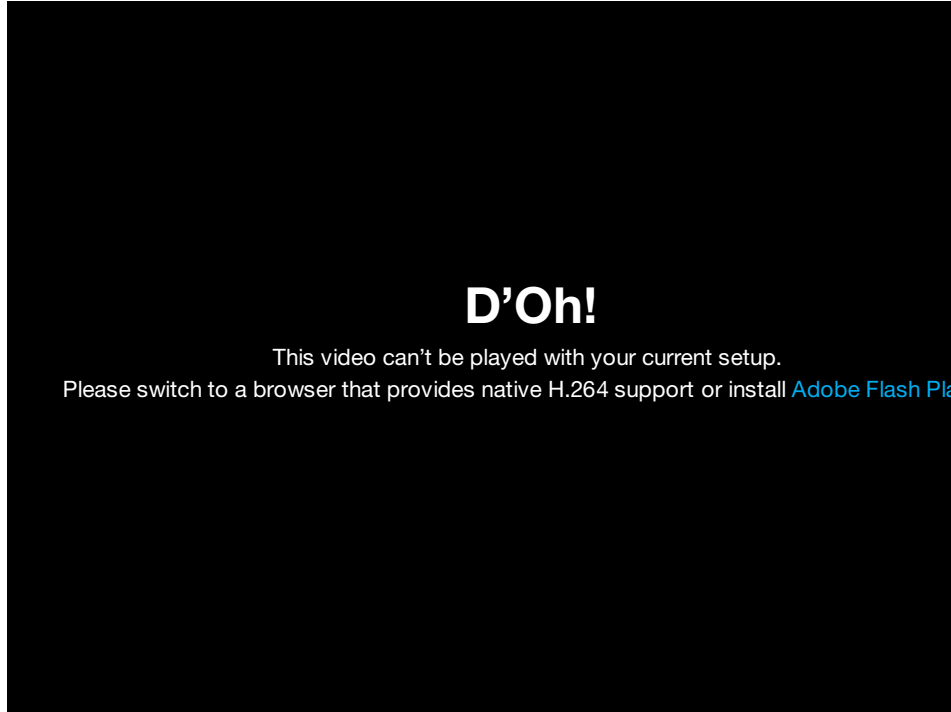 D’Oh!
This video can’t be played with your current setup.
Please switch to a browser that provides native H.264 support or install Adobe Flash Pla